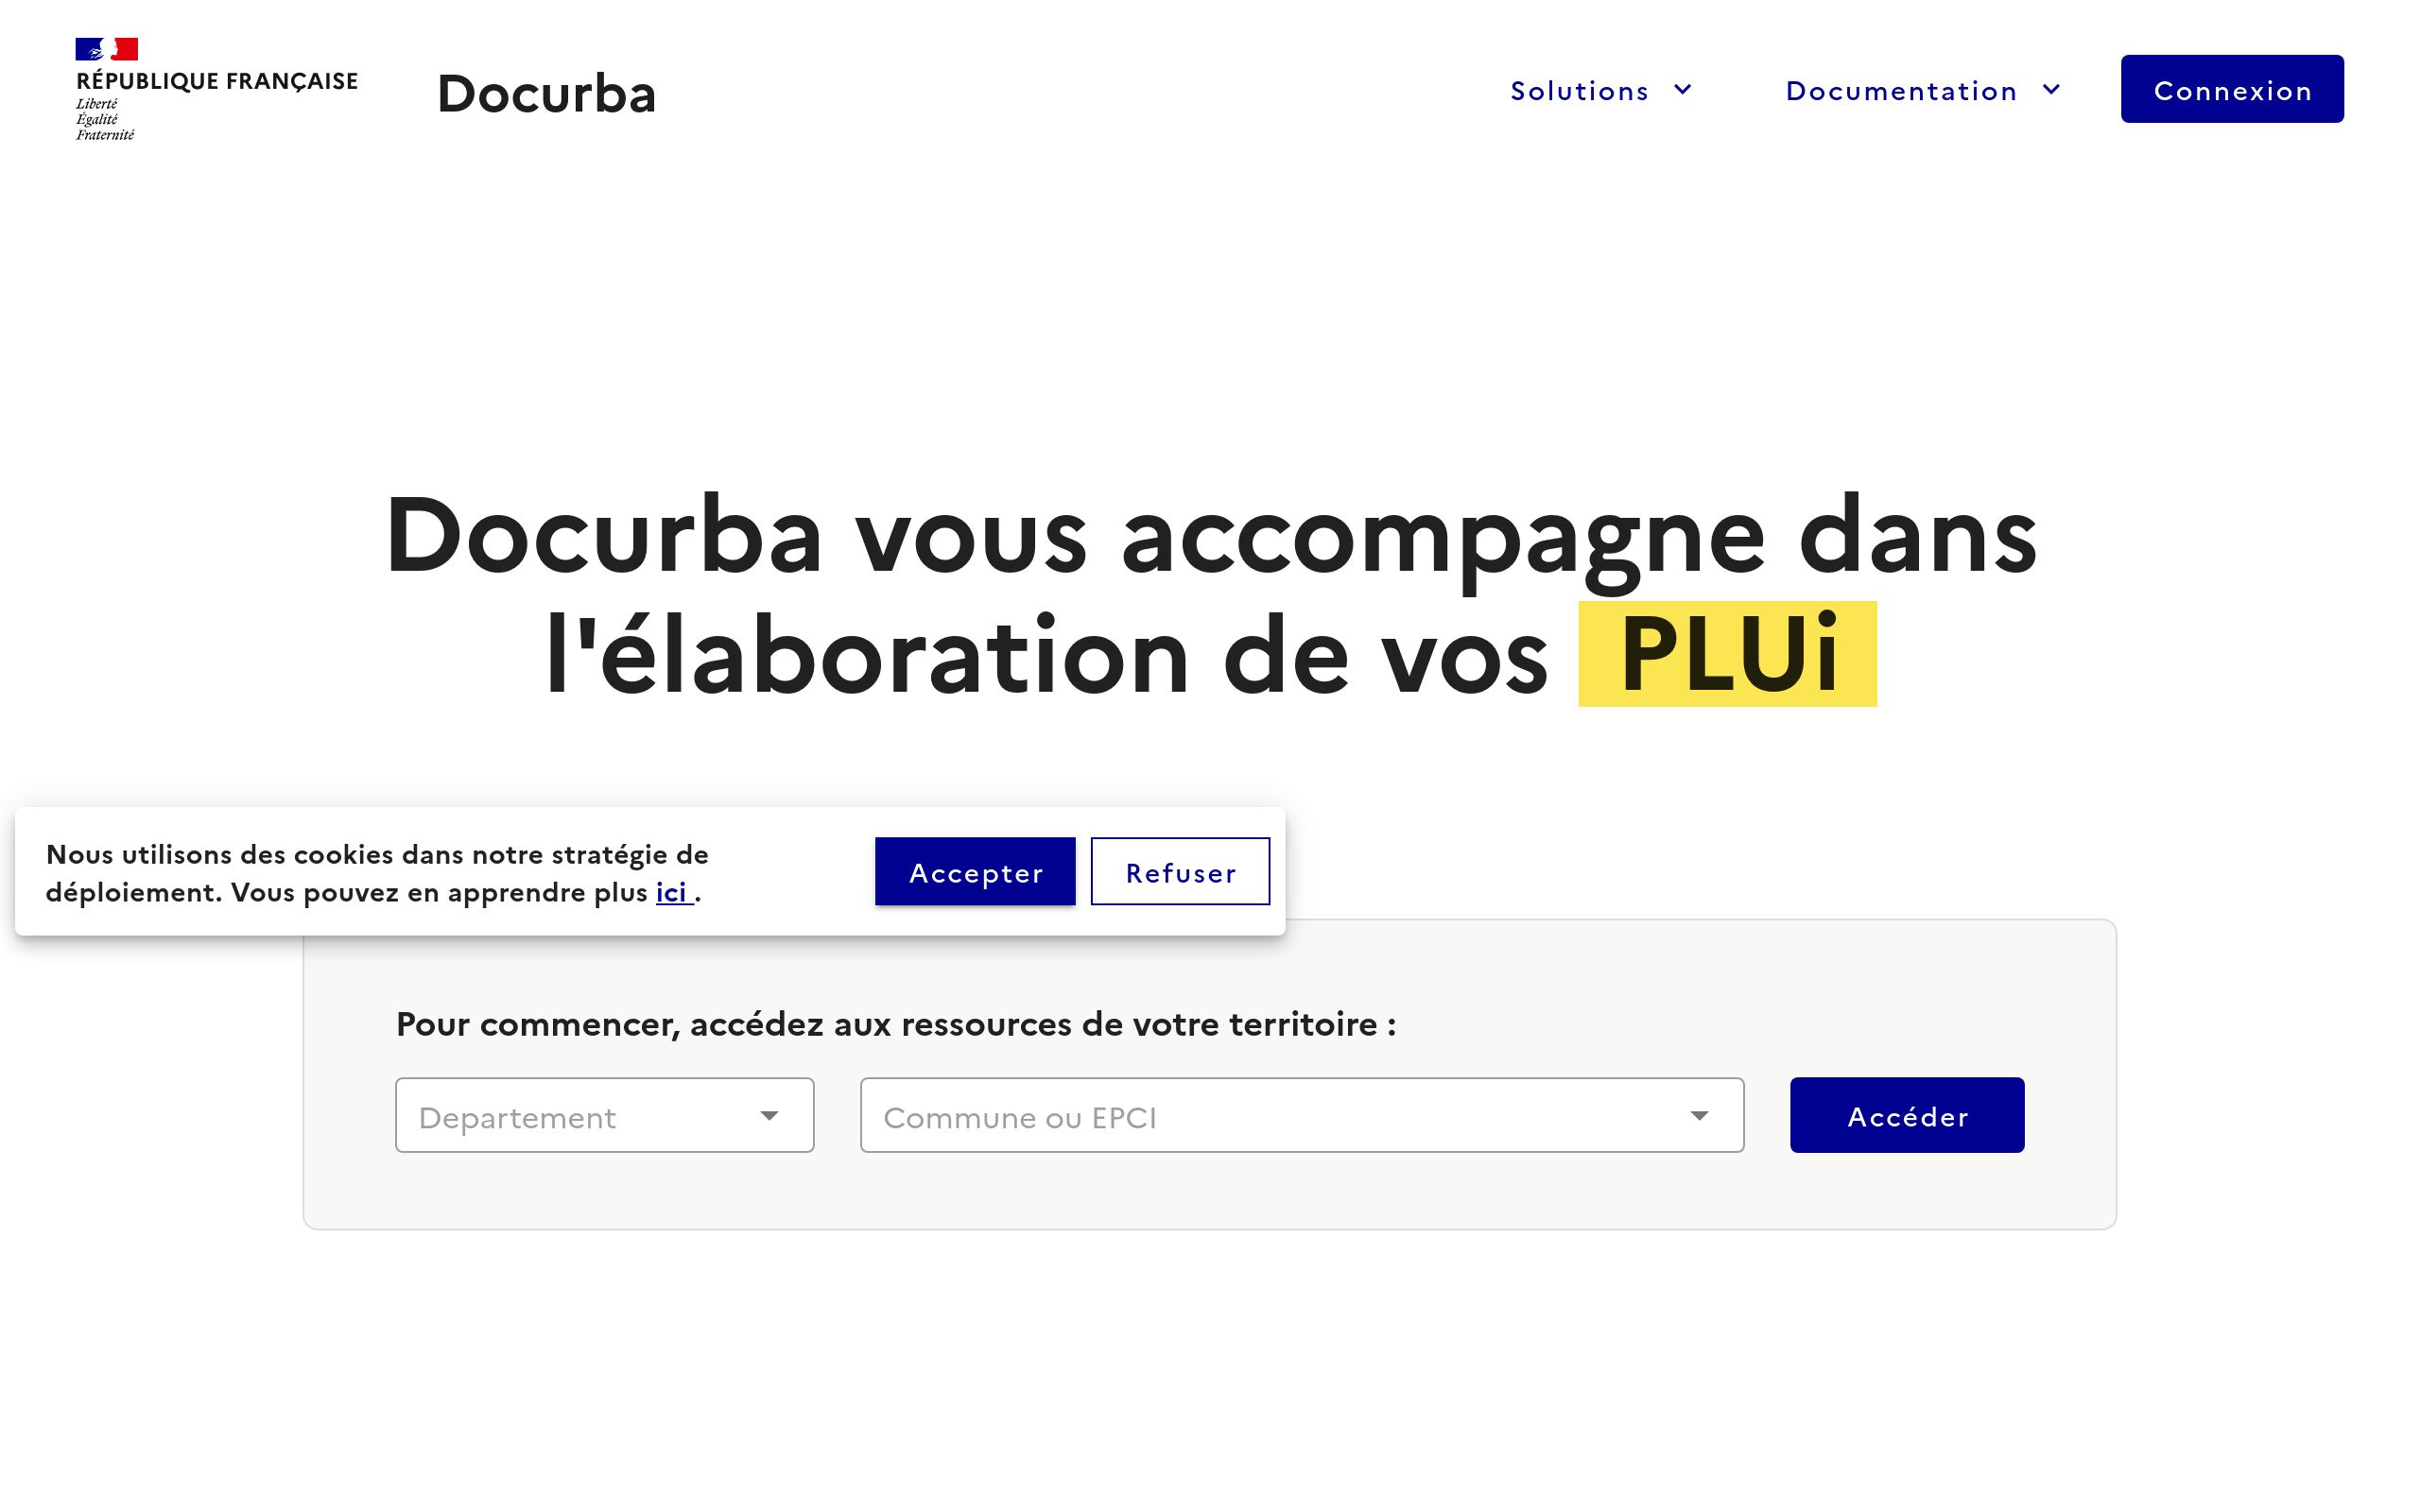 RÉPUBLIQUE FRANÇAISE
Liberté
Égalité
Fraternité
Docurba
Solutions
Documentation
Connexion
Docurba vous accompagne dans
l'élaboration de vos PLUi
Nous utilisons des cookies dans notre stratégie de
déploiement. Vous pouvez en apprendre plus ici .
Accepter
Refuser
Pour commencer, accédez aux ressources de votre territoire :
Departement
Commune ou EPCI
Accéder